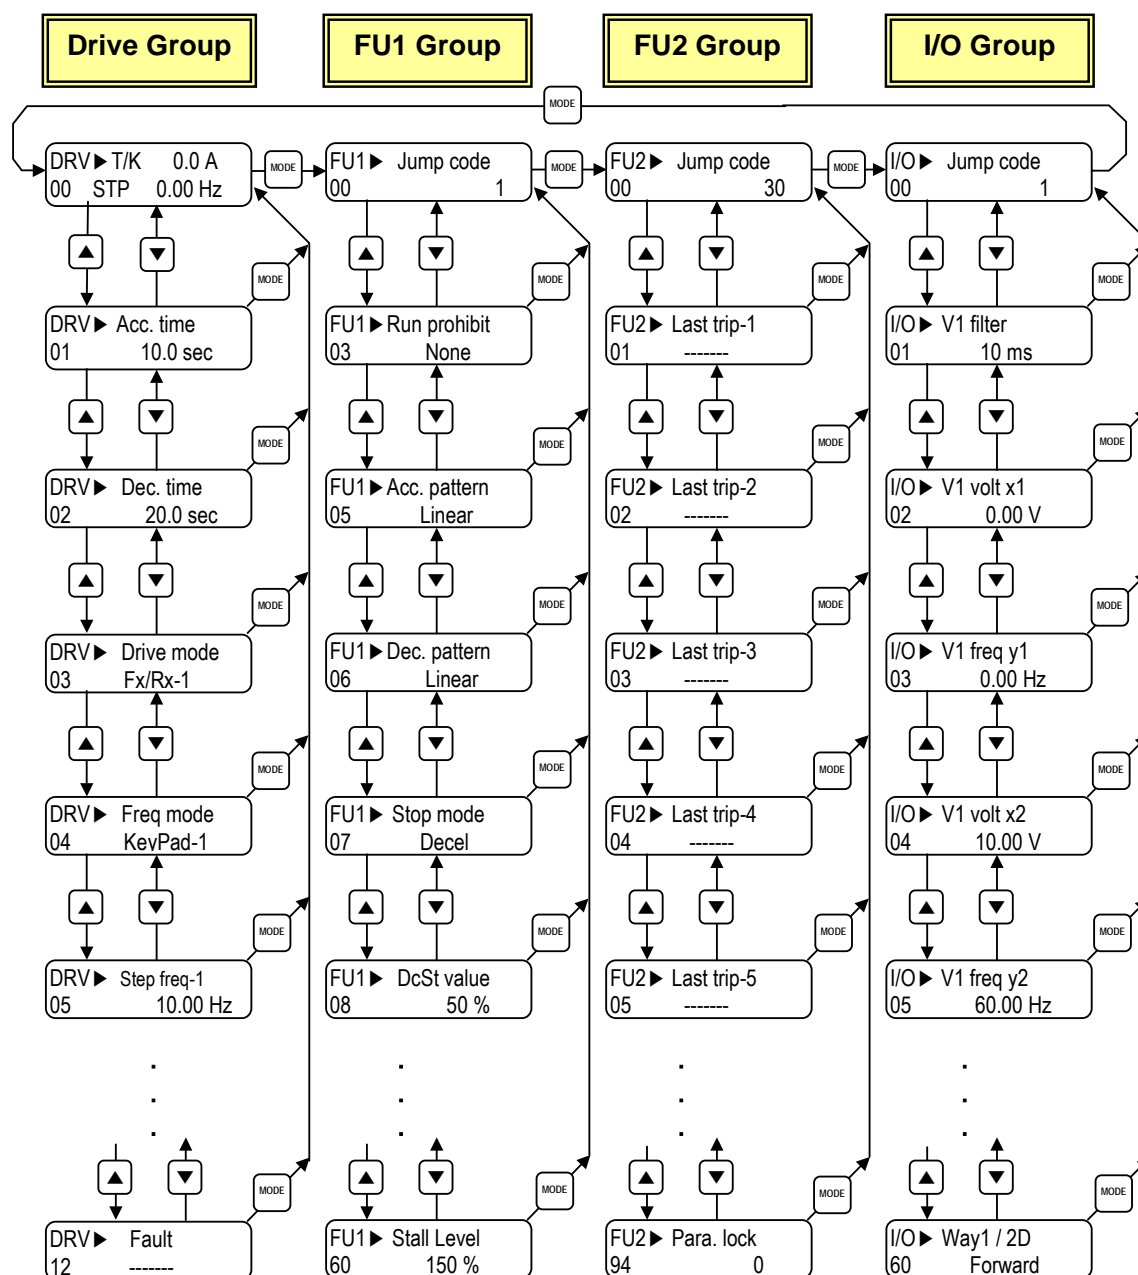 Drive Group
FU1 Group
FU2 Group
I/O Group
MODE
DRV▶ T/K 0.0 A
00 STP 0.00 Hz
MODE
FU1▶ Jump code
00 1
MODE
FU2▶ Jump code
00 30
MODE
I/O▶ Jump code
00 1
MODE
MODE
MODE
MODE
DRV▶ Acc. time
01 10.0 sec
FU1▶ Run prohibit
03 None
FU2▶ Last trip-1
01 -------
I/O▶ V1 filter
01 10 ms
MODE
MODE
MODE
MODE
DRV▶ Dec. time
02 20.0 sec
FU1▶ Acc. pattern
05 Linear
FU2▶ Last trip-2
02 -------
I/O▶ V1 volt x1
02 0.00 V
MODE
MODE
MODE
MODE
DRV▶ Drive mode
03 Fx/Rx-1
FU1▶ Dec. pattern
06 Linear
FU2▶ Last trip-3
03 -------
I/O▶ V1 freq y1
03 0.00 Hz
MODE
MODE
MODE
MODE
DRV▶ Freq mode
04 KeyPad-1
FU1▶ Stop mode
07 Decel
FU2▶ Last trip-4
04 -------
I/O▶ V1 volt x2
04 10.00 V
MODE
MODE
MODE
MODE
DRV▶ Step freq-1
05 10.00 Hz
FU1▶ DcSt value
08 50 %
FU2▶ Last trip-5
05 -------
I/O▶ V1 freq y2
05 60.00 Hz
MODE
MODE
MODE
MODE
DRV▶ Fault
12 -------
FU1▶ Stall Level
60 150 %
FU2▶ Para. lock
94 0
I/O▶ Way1 / 2D
60 Forward